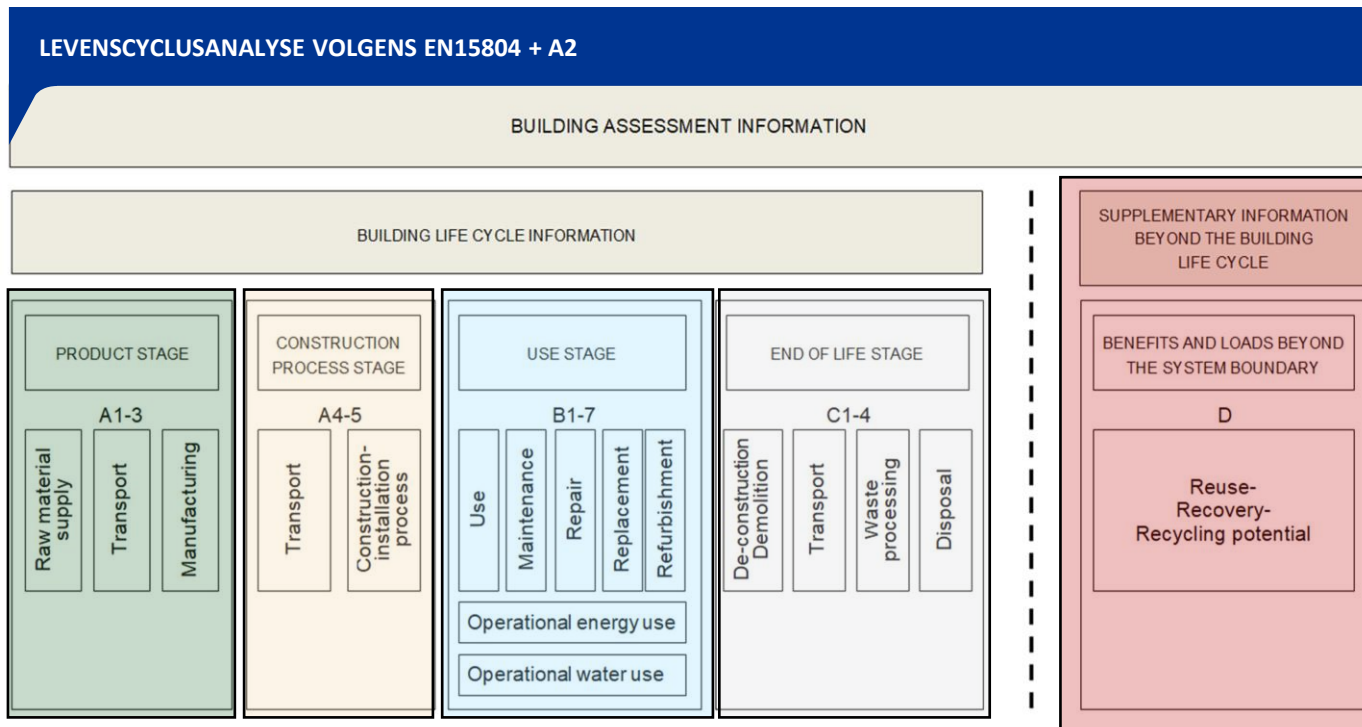 LEVENSCYCLUSANALYSE VOLGENS EN15804 + A2
BUILDING ASSESSMENT INFORMATION
BUILDING LIFE CYCLE INFORMATION
SUPPLEMENTARY INFORMATION
BEYOND THE BUILDING
LIFE CYCLE
PRODUCT STAGE
A1-3
Raw material
supply
Transport
Manufacturing
CONSTRUCTION
PROCESS STAGE
A4-5
Transport
Construction-
installation
process
USE STAGE
B1-7
Use
Maintenance
Repair
Replacement
Refurbishment
Operational energy use
Operational water use
END OF LIFE STAGE
C1-4
De-construction
Demolition
Transport
Waste
processing
Disposal
BENEFITS AND LOADS BEYOND
THE SYSTEM BOUNDARY
D
Reuse-
Recovery-
Recycling potential